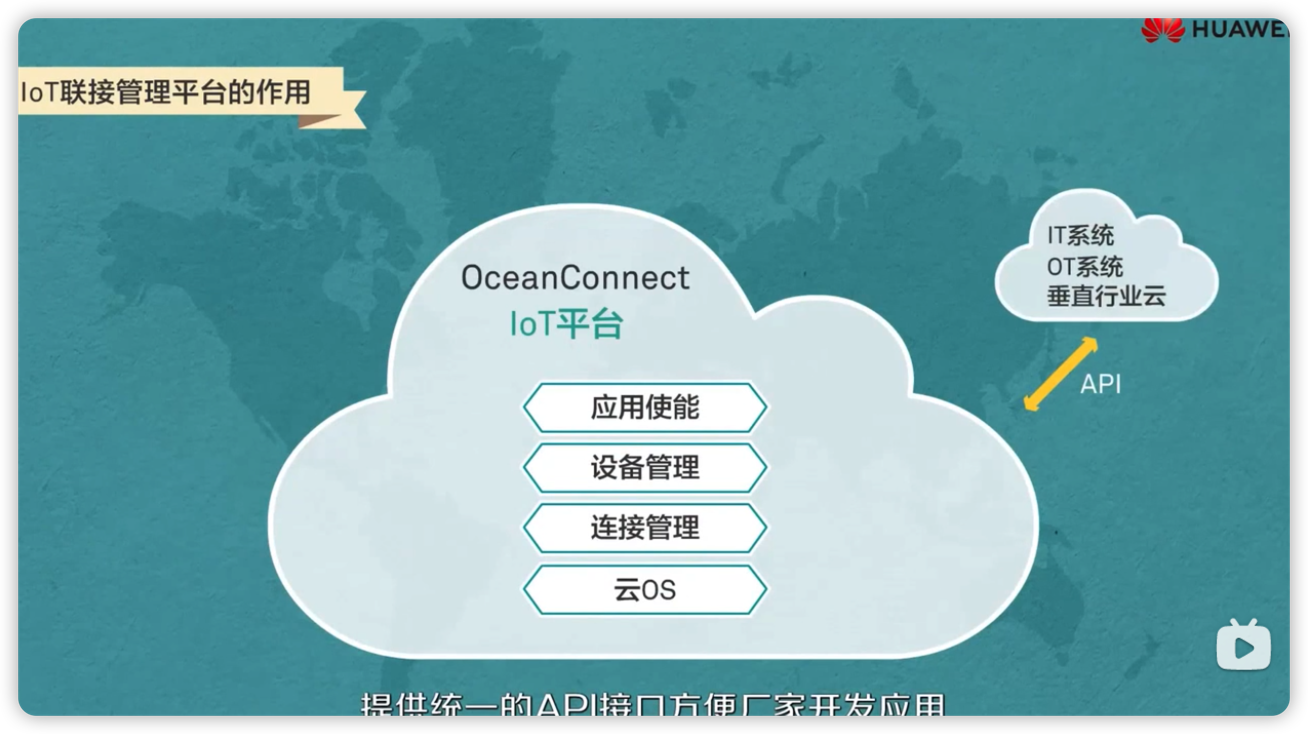 HUAWEI
IoT联接管理平台的作用
OceanConnect
IoT平台
应用使能
设备管理
连接管理
云OS
IT系统
OT系统
垂直行业云
API
提供统一的API接口方便厂家开发应用